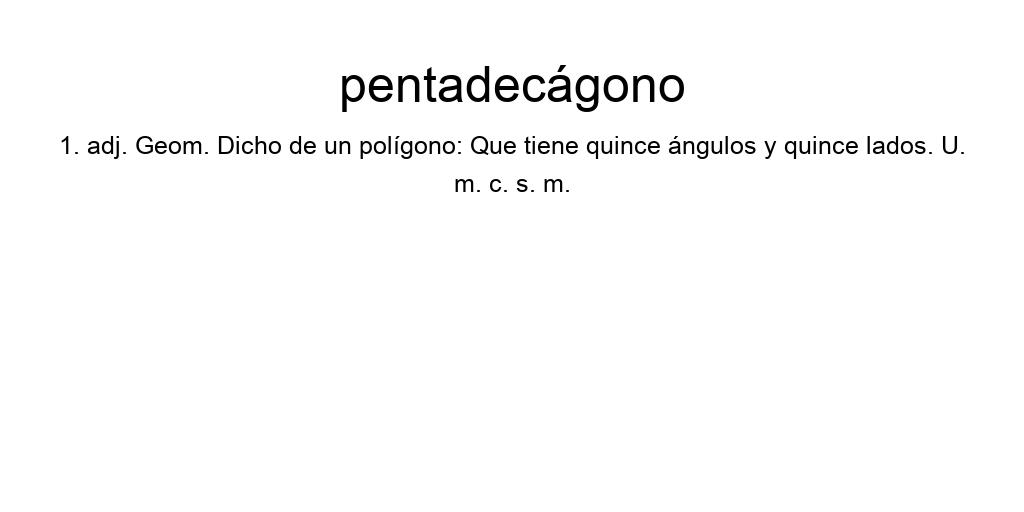 pentadecágono
1. adj. Geom. Dicho de un polígono: Que tiene quince ángulos y quince lados. U.
m. c. s. m.